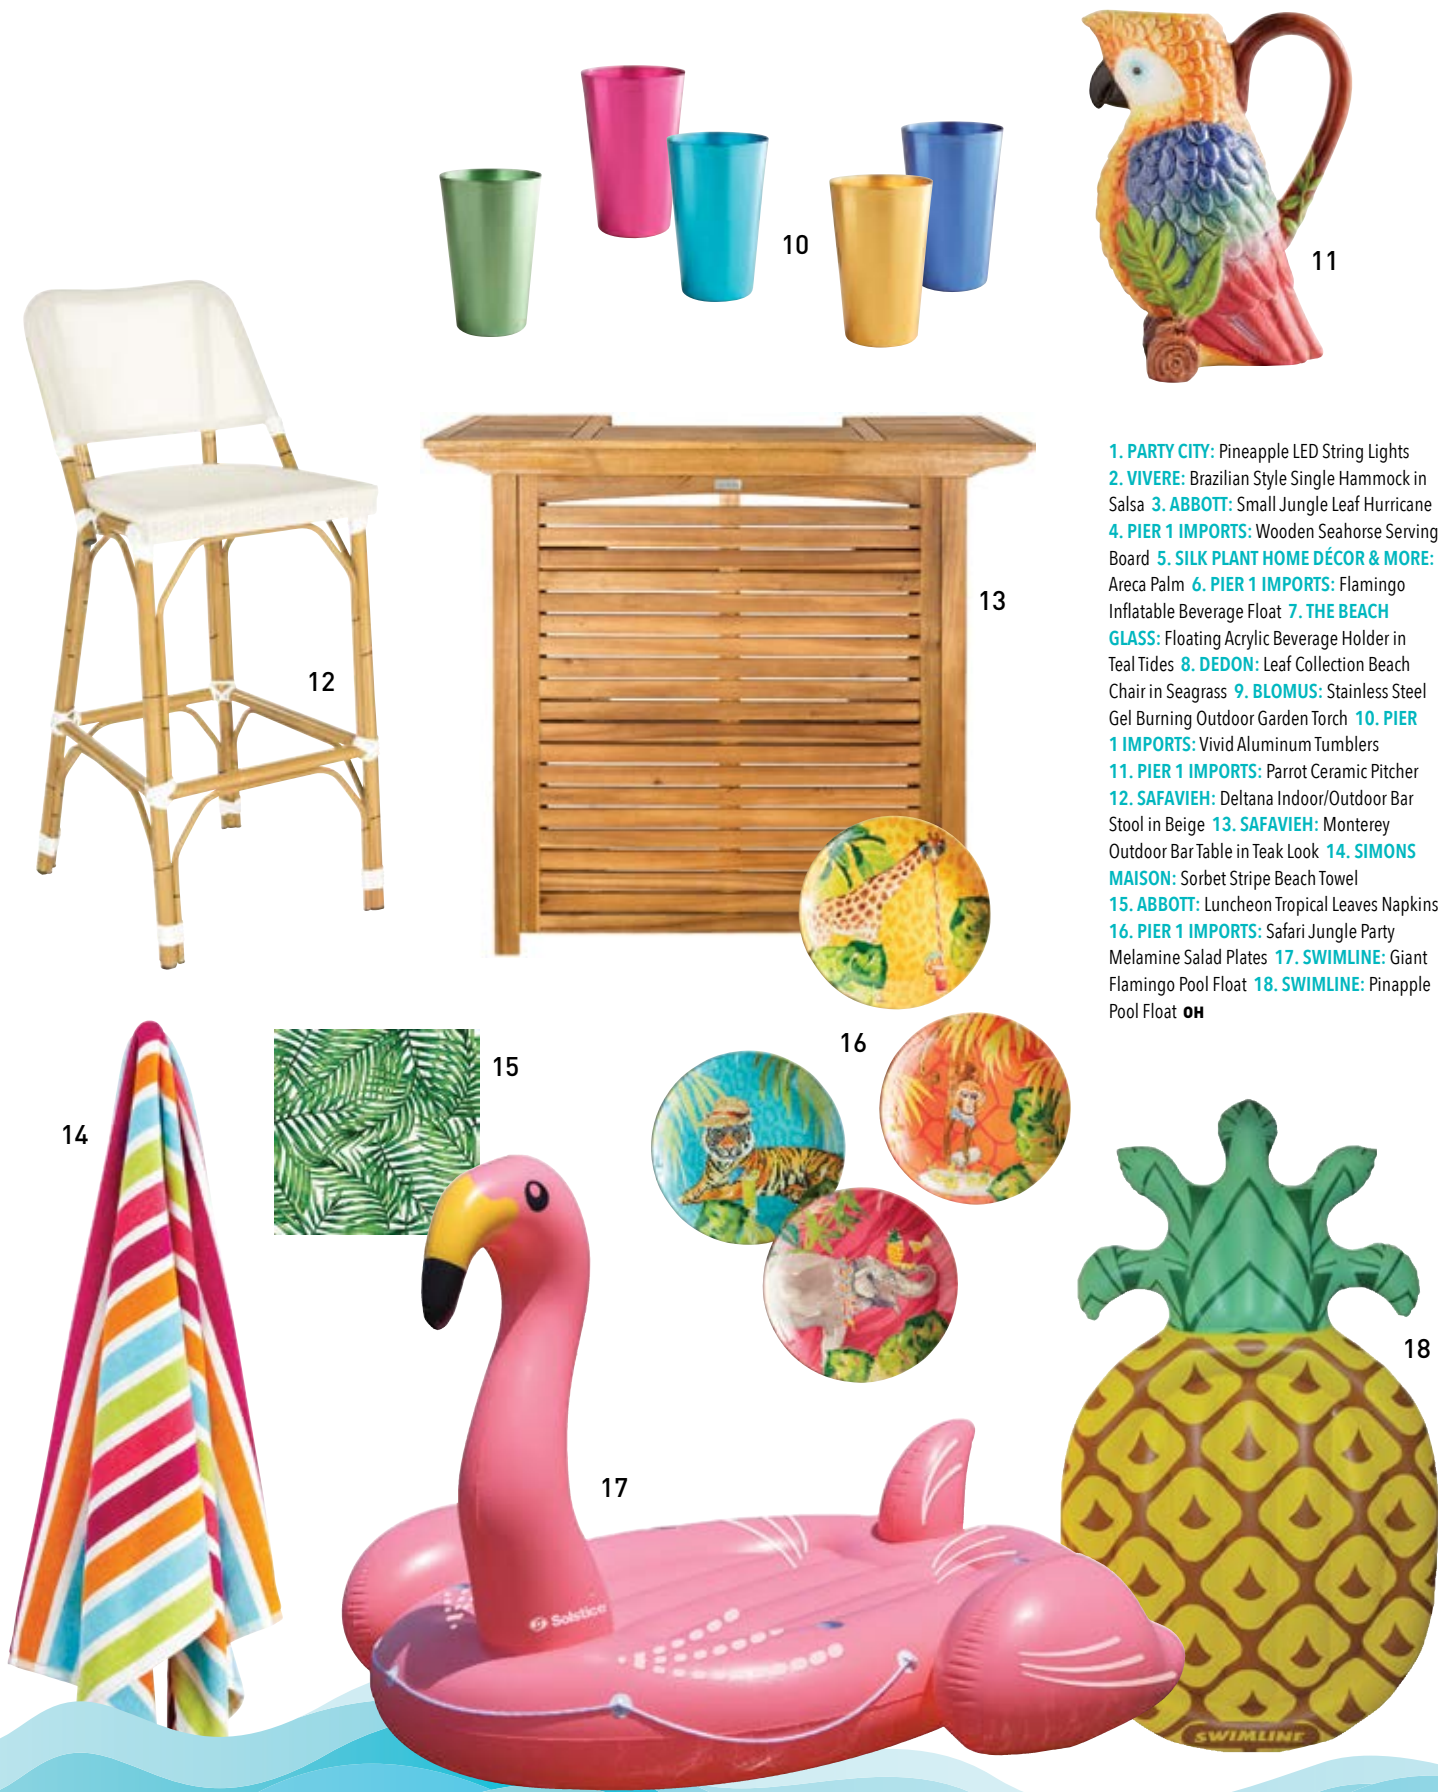 10
11
12
13
1. PARTY CITY: Pineapple LED String Lights
2. VIVERE: Brazilian Style Single Hammock in
Salsa 3. ABBOTT: Small Jungle Leaf Hurricane
4. PIER 1 IMPORTS: Wooden Seahorse Serving
Board 5. SILK PLANT HOME DÉCOR & MORE:
Areca Palm 6. PIER 1 IMPORTS: Flamingo
Inflatable Beverage Float 7. THE BEACH
GLASS: Floating Acrylic Beverage Holder in
Teal Tides 8. DEDON: Leaf Collection Beach
Chair in Seagrass 9. BLOMUS: Stainless Steel
Gel Burning Outdoor Garden Torch 10. PIER
1 IMPORTS: Vivid Aluminum Tumblers
11. PIER 1 IMPORTS: Parrot Ceramic Pitcher
12. SAFAVIEH: Deltana Indoor/Outdoor Bar
Stool in Beige 13. SAFAVIEH: Monterey
Outdoor Bar Table in Teak Look 14. SIMONS
MAISON: Sorbet Stripe Beach Towel
15. ABBOTT: Luncheon Tropical Leaves Napkins
16. PIER 1 IMPORTS: Safari Jungle Party
Melamine Salad Plates 17. SWIMLINE: Giant
Flamingo Pool Float 18. SWIMLINE: Pinapple
Pool Float OH
14
15
16
17
18
Solstice
SWIMLINE